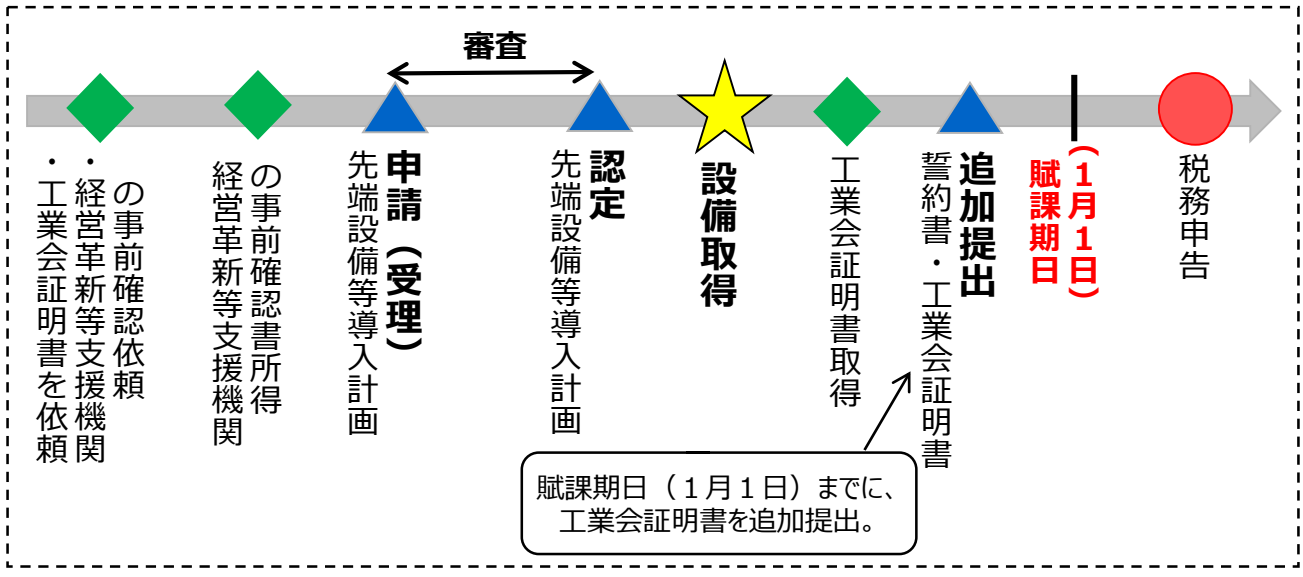 審査
・経営革新等支援機関
の事前確認依頼
・工業会証明書を依頼
経営革新等支援機関
の事前確認書所得
申請（受理）
先端設備等導入計画
認定
先端設備等導入計画
設備取得
工業会証明書取得
追加提出
誓約書・工業会証明書
（１月１日）
賦課期日
税務申告
賦課期日（１月１日）までに、
工業会証明書を追加提出。